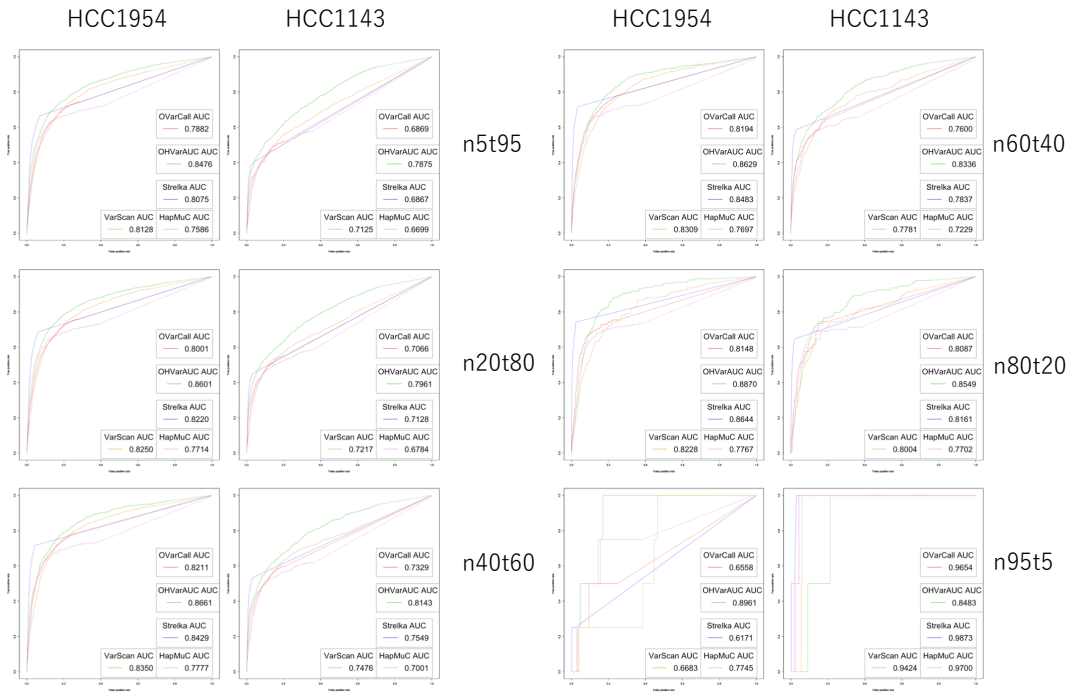 HCC1954 HCC1143 HCC1954 HCC1143
OVarCall AUC
0.7882
OHVarAUC AUC
0.8476
Strelka AUC
0.8075
VarScan AUC HapMuC AUC
0.8128 0.7586
OVarCall AUC
0.6869
OHVarAUC AUC
0.7875
Strelka AUC
0.6867
VarScan AUC HapMuC AUC
0.7125 0.6699
n5t95
OVarCall AUC
0.8194
OHVarAUC AUC
0.8629
Strelka AUC
0.8483
VarScan AUC HapMuC AUC
0.8309 0.7697
OVarCall AUC
0.7600
OHVarAUC AUC
0.8336
Strelka AUC
0.7837
VarScan AUC HapMuC AUC
0.7781 0.7229
n60t40
OVarCall AUC
0.8001
OHVarAUC AUC
0.8601
Strelka AUC
0.8220
VarScan AUC HapMuC AUC
0.8250 0.7714
OVarCall AUC
0.7066
OHVarAUC AUC
0.7961
Strelka AUC
0.7128
VarScan AUC HapMuC AUC
0.7217 0.6784
n20t80
OVarCall AUC
0.8148
OHVarAUC AUC
0.8870
Strelka AUC
0.8644
VarScan AUC HapMuC AUC
0.8228 0.7767
OVarCall AUC
0.8087
OHVarAUC AUC
0.8549
Strelka AUC
0.8161
VarScan AUC HapMuC AUC
0.8004 0.7702
n80t20
OVarCall AUC
0.8211
OHVarAUC AUC
0.8661
Strelka AUC
0.8429
VarScan AUC HapMuC AUC
0.8350 0.7777
OVarCall AUC
0.7329
OHVarAUC AUC
0.8143
Strelka AUC
0.7549
VarScan AUC HapMuC AUC
0.7476 0.7001
n40t60
OVarCall AUC
0.6558
OHVarAUC AUC
0.8961
Strelka AUC
0.6171
VarScan AUC HapMuC AUC
0.6683 0.7745
OVarCall AUC
0.9654
OHVarAUC AUC
0.8483
Strelka AUC
0.9873
VarScan AUC HapMuC AUC
0.9424 0.9700
n95t5